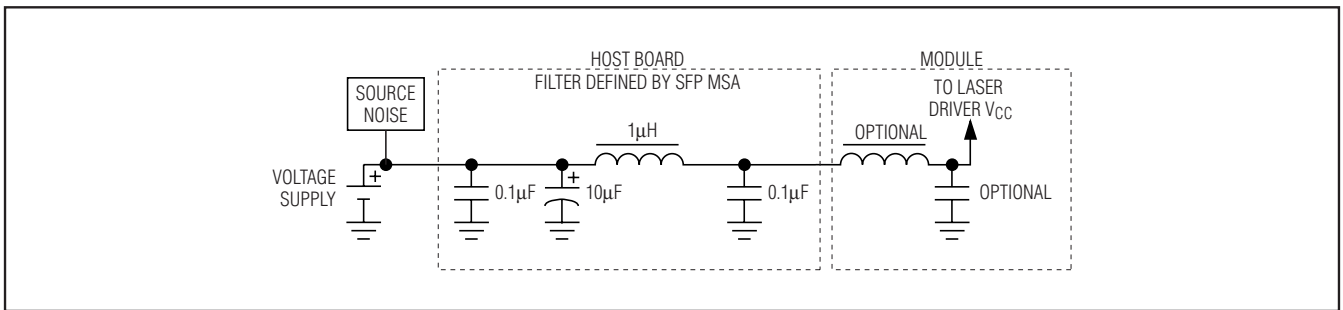 HOST BOARD
FILTER DEFINED BY SFP MSA
MODULE
SOURCE
NOISE
TO LASER
DRIVER VCC
1μH
OPTIONAL
VOLTAGE
SUPPLY
+
0.1μF
+
10μF
0.1μF
OPTIONAL